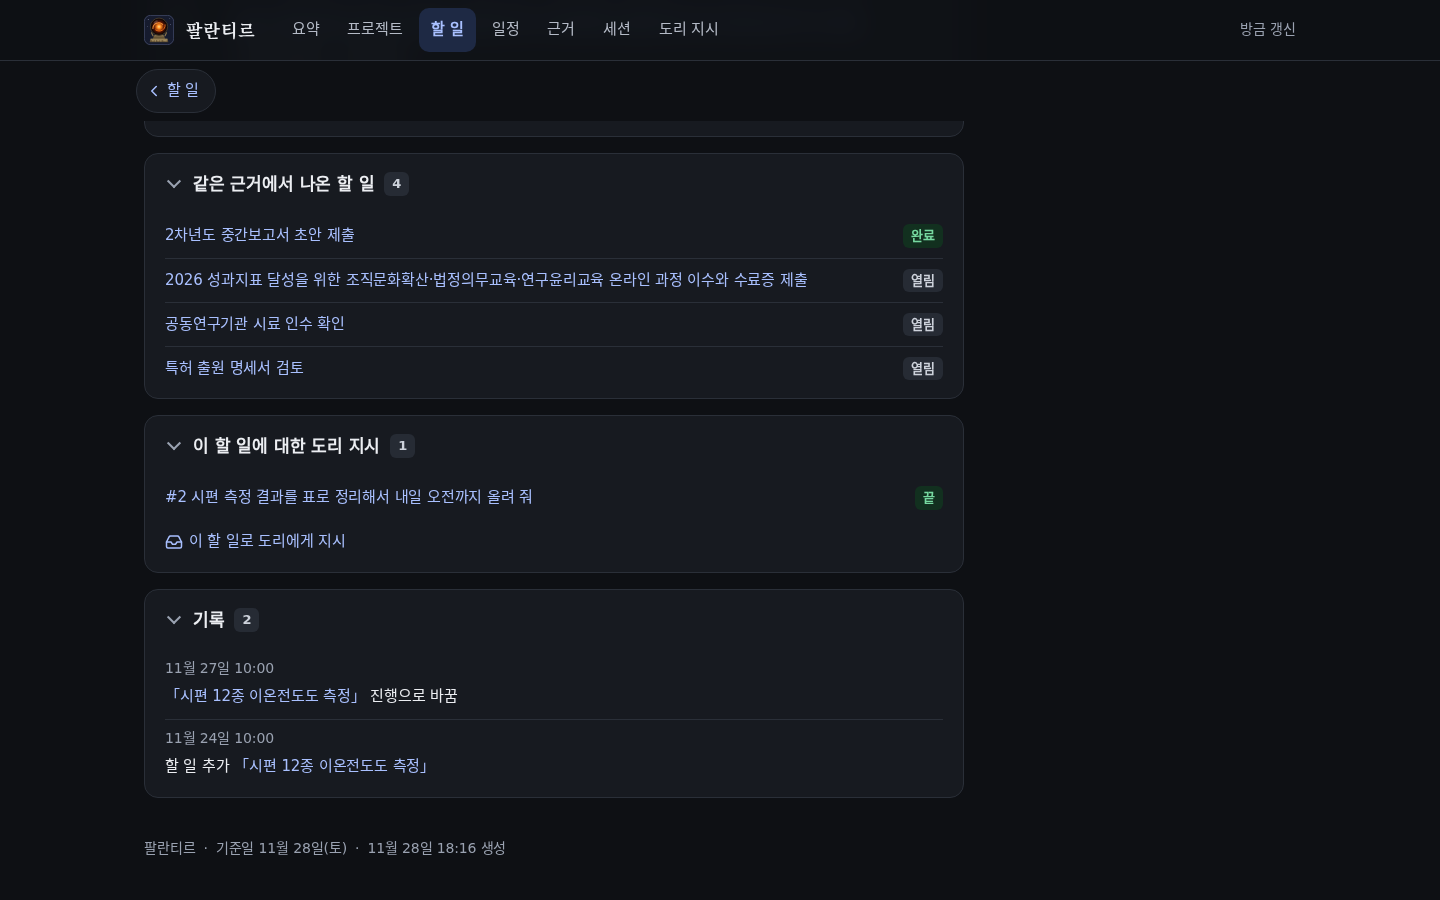 팔란티르
요약
프로젝트
할 일
일정
근거
세션
도리 지시
방금 갱신
할 일
같은 근거에서 나온 할 일 4
2차년도 중간보고서 초안 제출 완료
2026 성과지표 달성을 위한 조직문화확산·법정의무교육·연구윤리교육 온라인 과정 이수와 수료증 제출 열림
공동연구기관 시료 인수 확인 열림
특허 출원 명세서 검토 열림
이 할 일에 대한 도리 지시 1
#2 시편 측정 결과를 표로 정리해서 내일 오전까지 올려 줘 끝
이 할 일로 도리에게 지시
기록 2
11월 27일 10:00
「시편 12종 이온전도도 측정」 진행으로 바꿈
11월 24일 10:00
할 일 추가 「시편 12종 이온전도도 측정」
팔란티르 · 기준일 11월 28일(토) · 11월 28일 18:16 생성